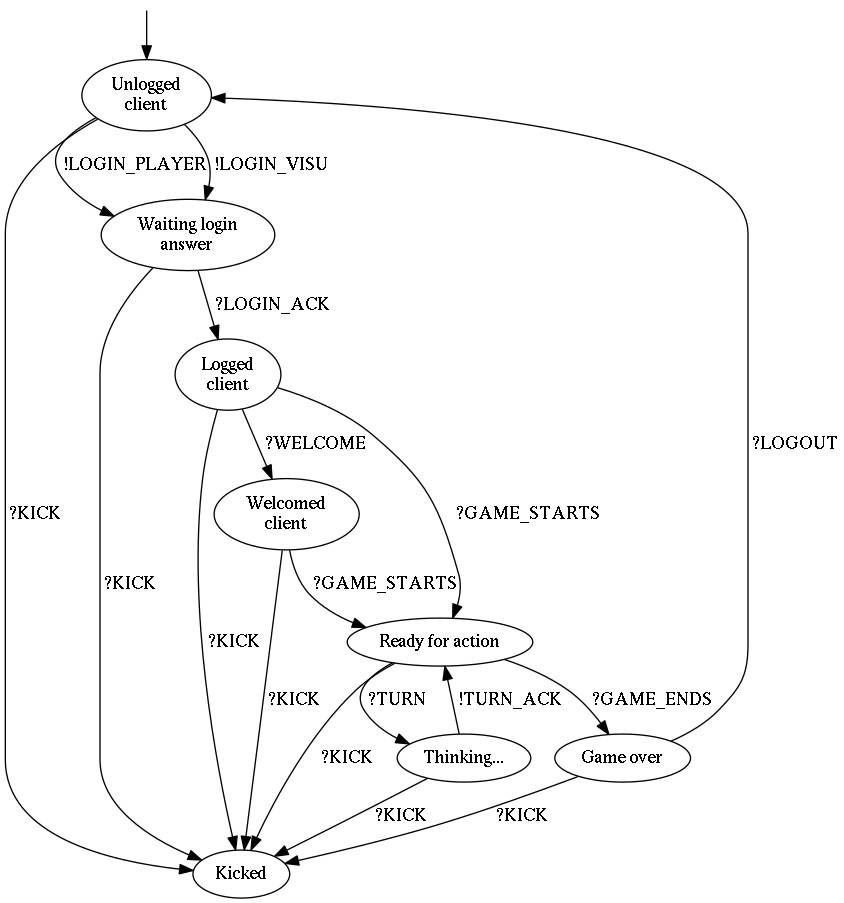 Unlogged
client
!LOGIN_PLAYER
!LOGIN_VISU
Waiting login
answer
?LOGIN_ACK
Logged
client
?WELCOME
?LOGOUT
Welcomed
client
?KICK
?GAME_STARTS
?KICK
?GAME_STARTS
?KICK
Ready for action
?KICK
?TURN
!TURN_ACK
?GAME_ENDS
?KICK
Thinking...
Game over
?KICK
?KICK
Kicked